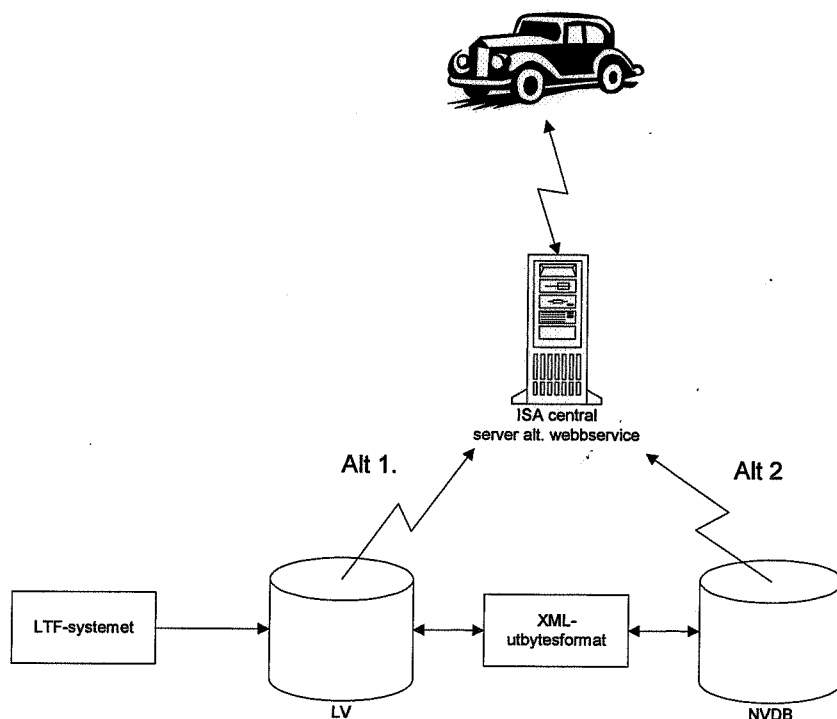 ISA central
server alt. webbservice
Alt 1.
Alt 2
LTF-systemet
XML-
utbytesformat
LV
NVDB